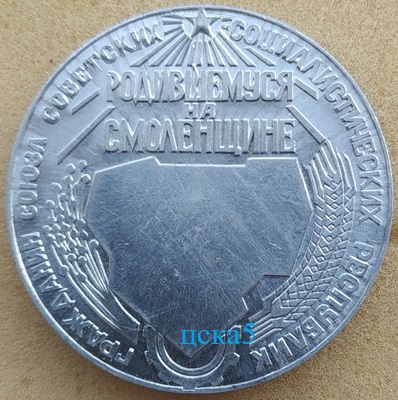 ГРАЖДАНИН СОЮЗА СОВЕТСКИХ СОЦИАЛИСТИЧЕСКИХ РЕСПУБЛИК
РОДИВШЕМУСЯ
НА
СМОЛЕНЩИНЕ
цска5